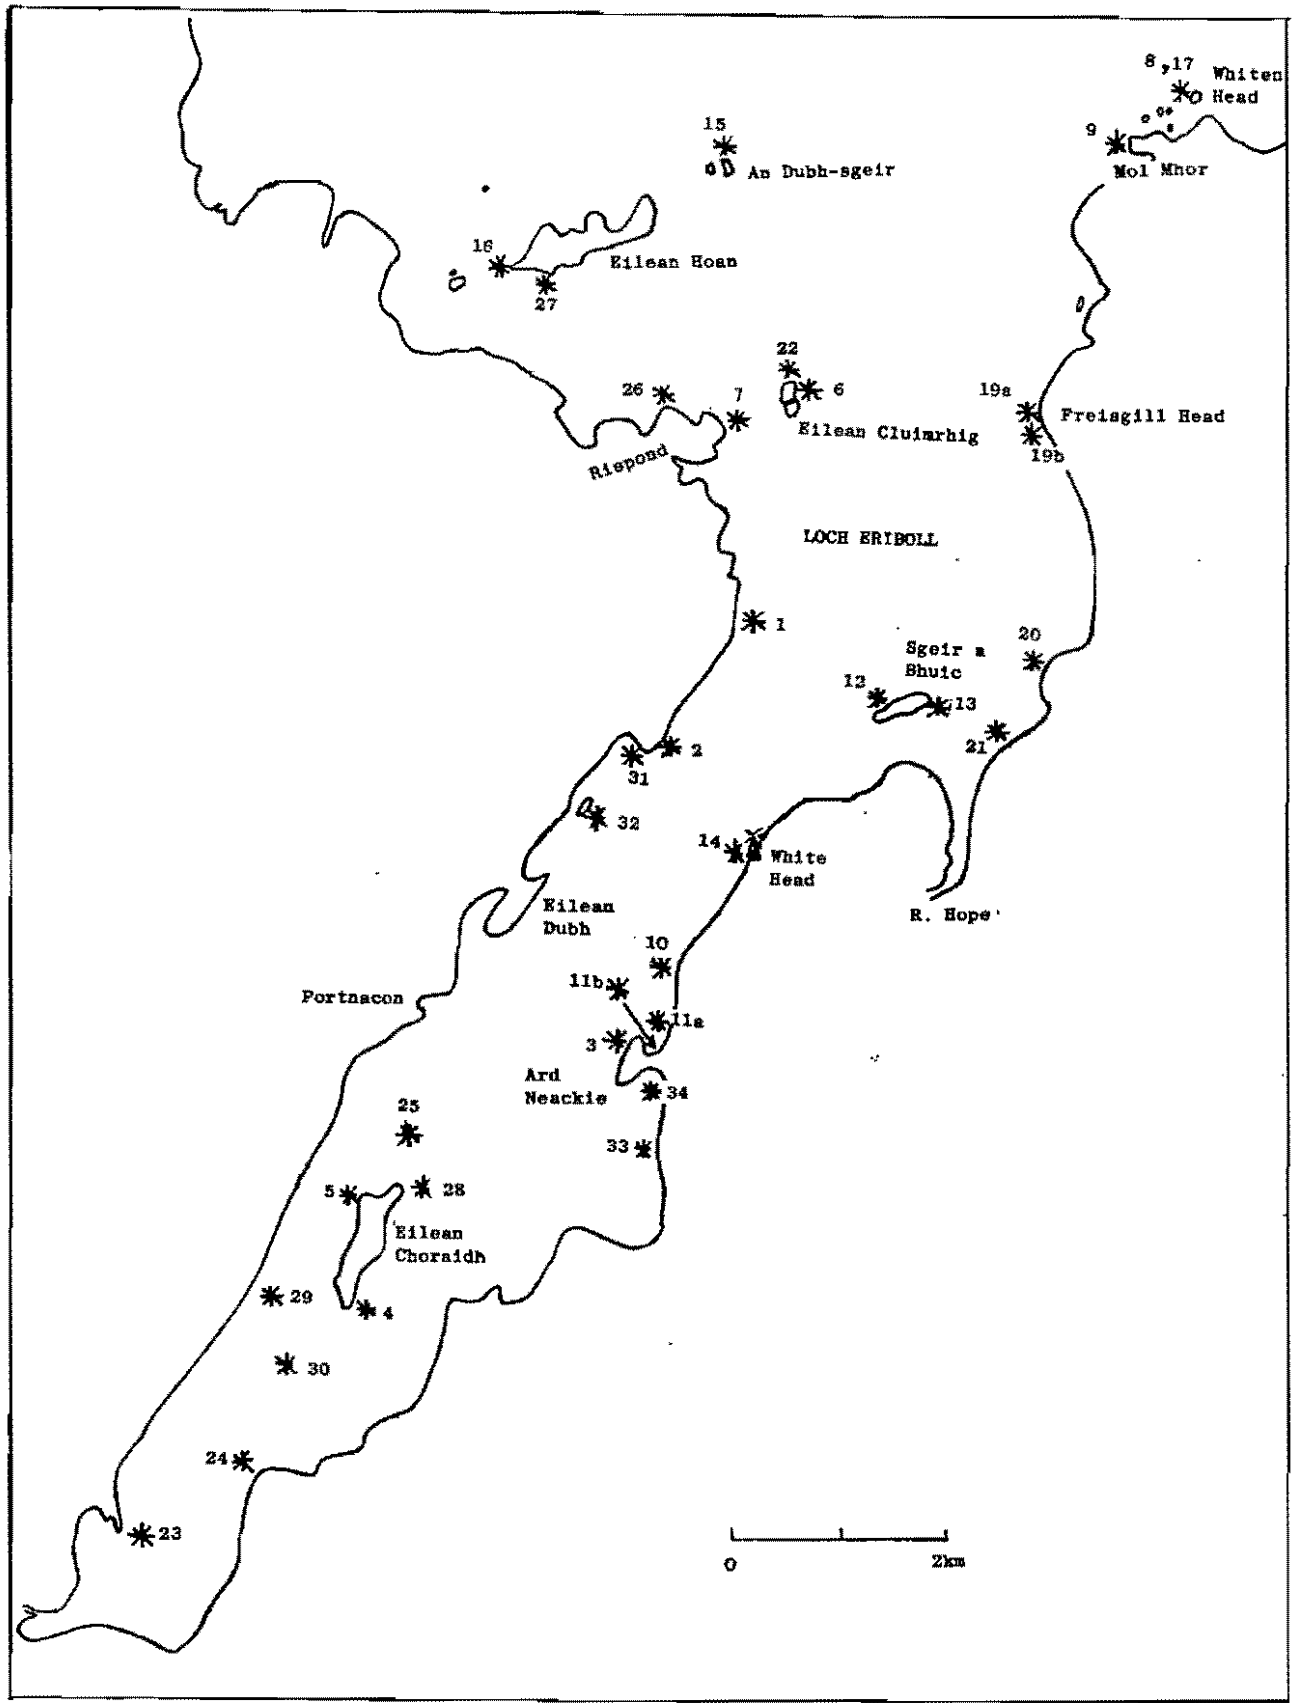 8,17
Whiten
Head
9
15
An Dubh-sgeir
Mol Mhor
16
Eilean Hoan
27
22
26
7
6
19a
Freisgill Head
Eilean Cluimrhig
19b
Rispond
LOCH ERIBOLL
1
20
Sgeir a
Bhuic
12
13
2
21
31
32
14
White
Head
Eilean
Dubh
R. Hope
10
11b
Portnacon
11a
3
Ard
Neackie
34
25
33
5
28
Eilean
Choraidh
29
4
30
24
23
0
2km